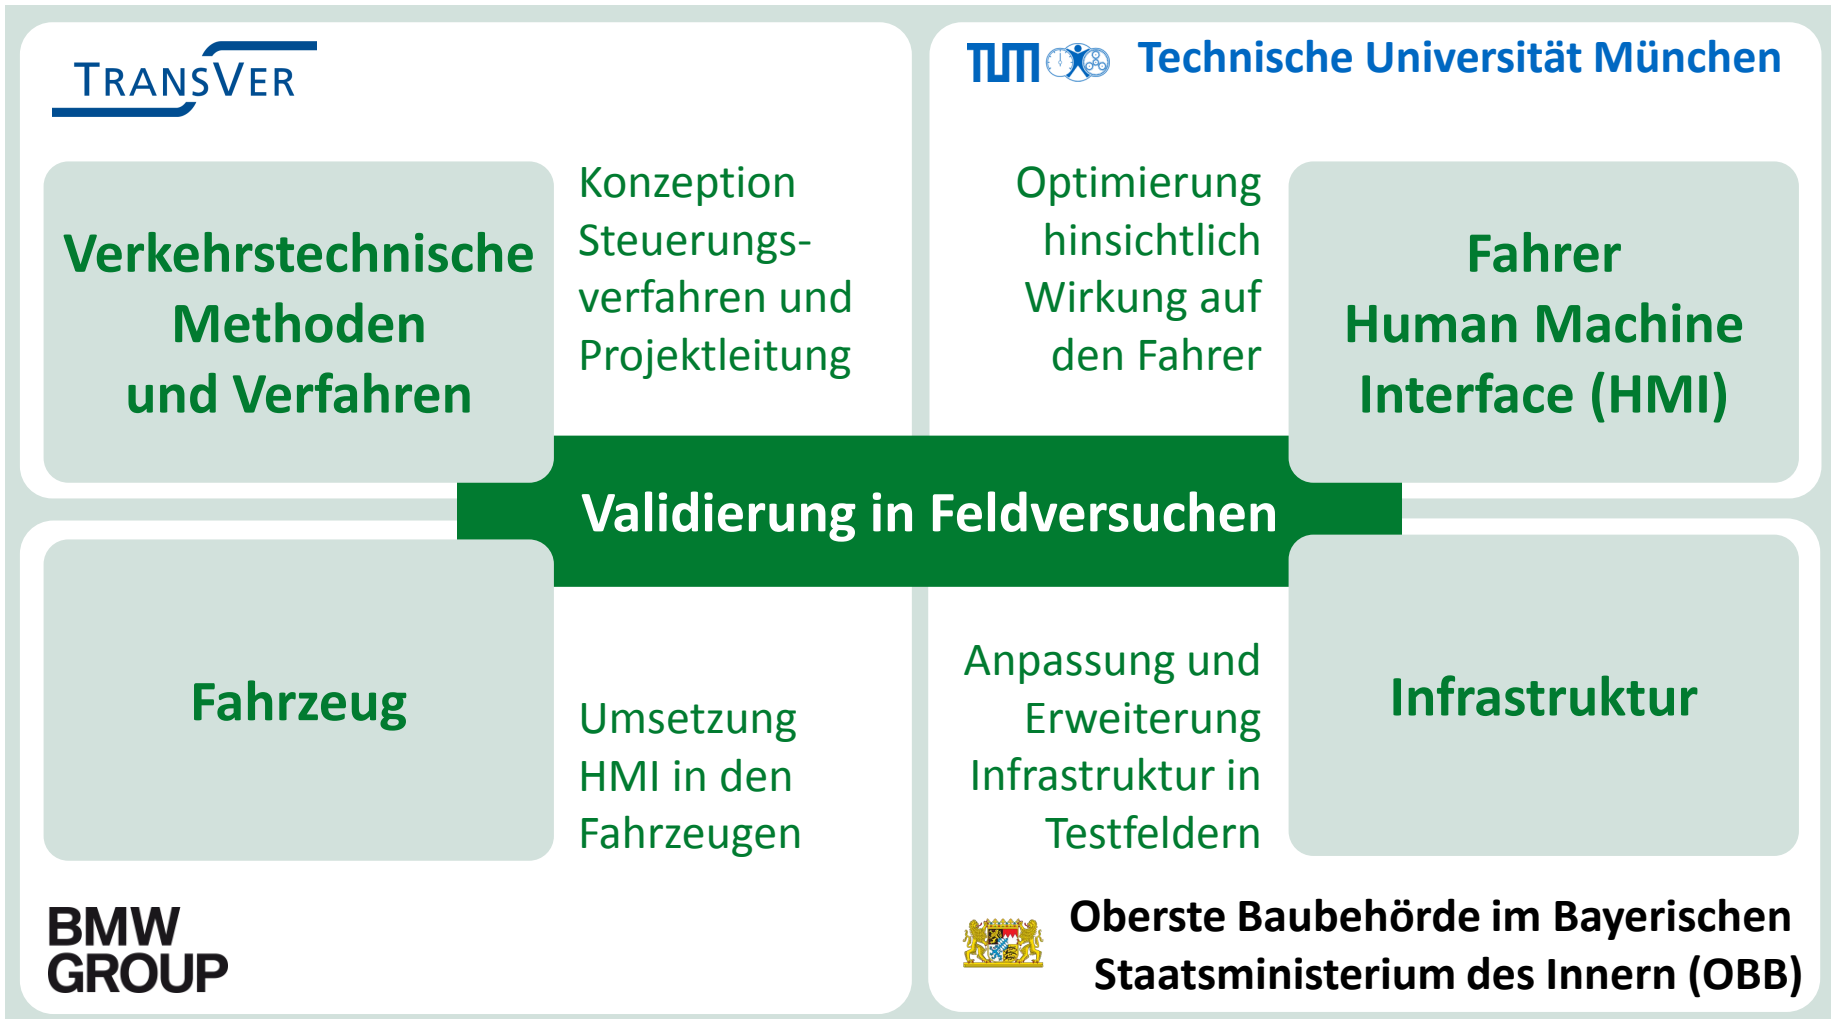 TRANSVER
Verkehrstechnische
Methoden
und Verfahren
Konzeption
Steuerungs-
verfahren und
Projektleitung
TUM Technische Universität München
Optimierung
hinsichtlich
Wirkung auf
den Fahrer
Fahrer
Human Machine
Interface (HMI)
Validierung in Feldversuchen
Fahrzeug
Umsetzung
HMI in den
Fahrzeugen
BMW
GROUP
Anpassung und
Erweiterung
Infrastruktur in
Testfeldern
Infrastruktur
Oberste Baubehörde im Bayerischen
Staatsministerium des Innern (OBB)